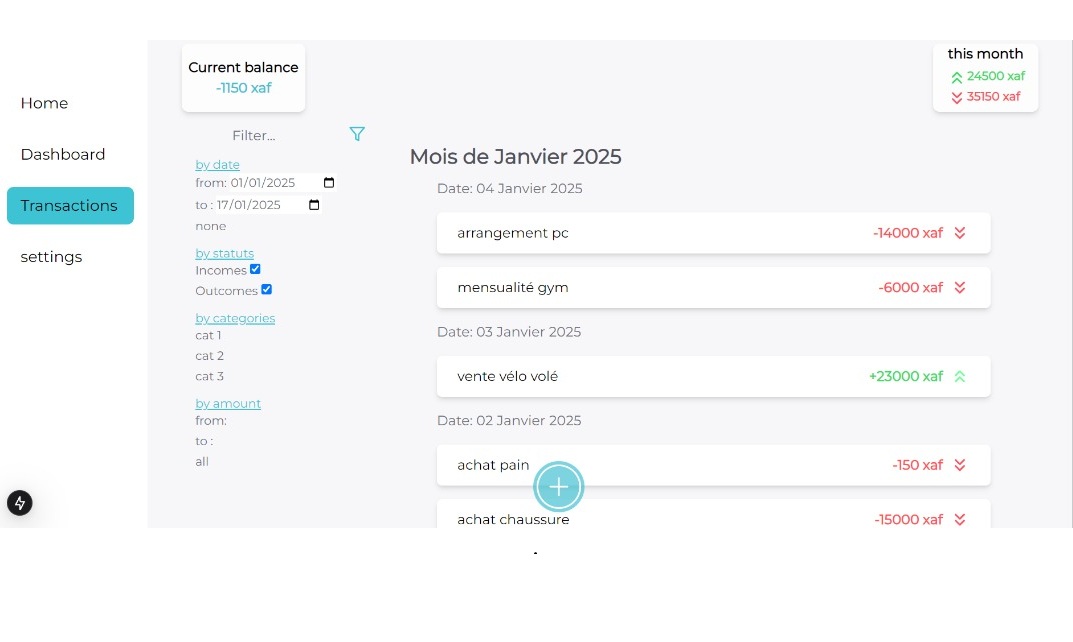 Home
Dashboard
Transactions
settings
Current balance
-1150 xaf
this month
24500 xaf
35150 xaf
Filter...
by date
from: 01/01/2025
to : 17/01/2025
none
by statuts
Incomes
Outcomes
by categories
cat 1
cat 2
cat 3
by amount
from:
to :
all
Mois de Janvier 2025
Date: 04 Janvier 2025
arrangement pc -14000 xaf
mensualité gym -6000 xaf
Date: 03 Janvier 2025
vente vélo volé +23000 xaf
Date: 02 Janvier 2025
achat pain -150 xaf
achat chaussure -15000 xaf